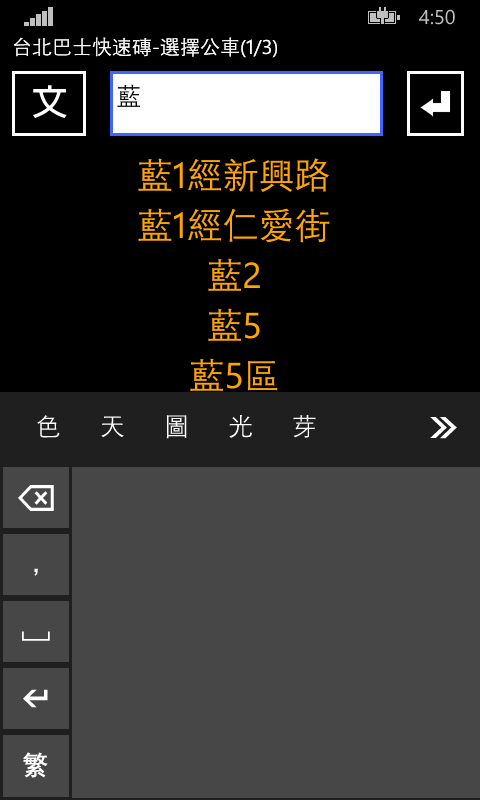 4:50
台北巴士快速磚-選擇公車(1/3)
文
藍
藍1經新興路
藍1經仁愛街
藍2
藍5
藍5區
色 天 圖 光 芽
，
繁